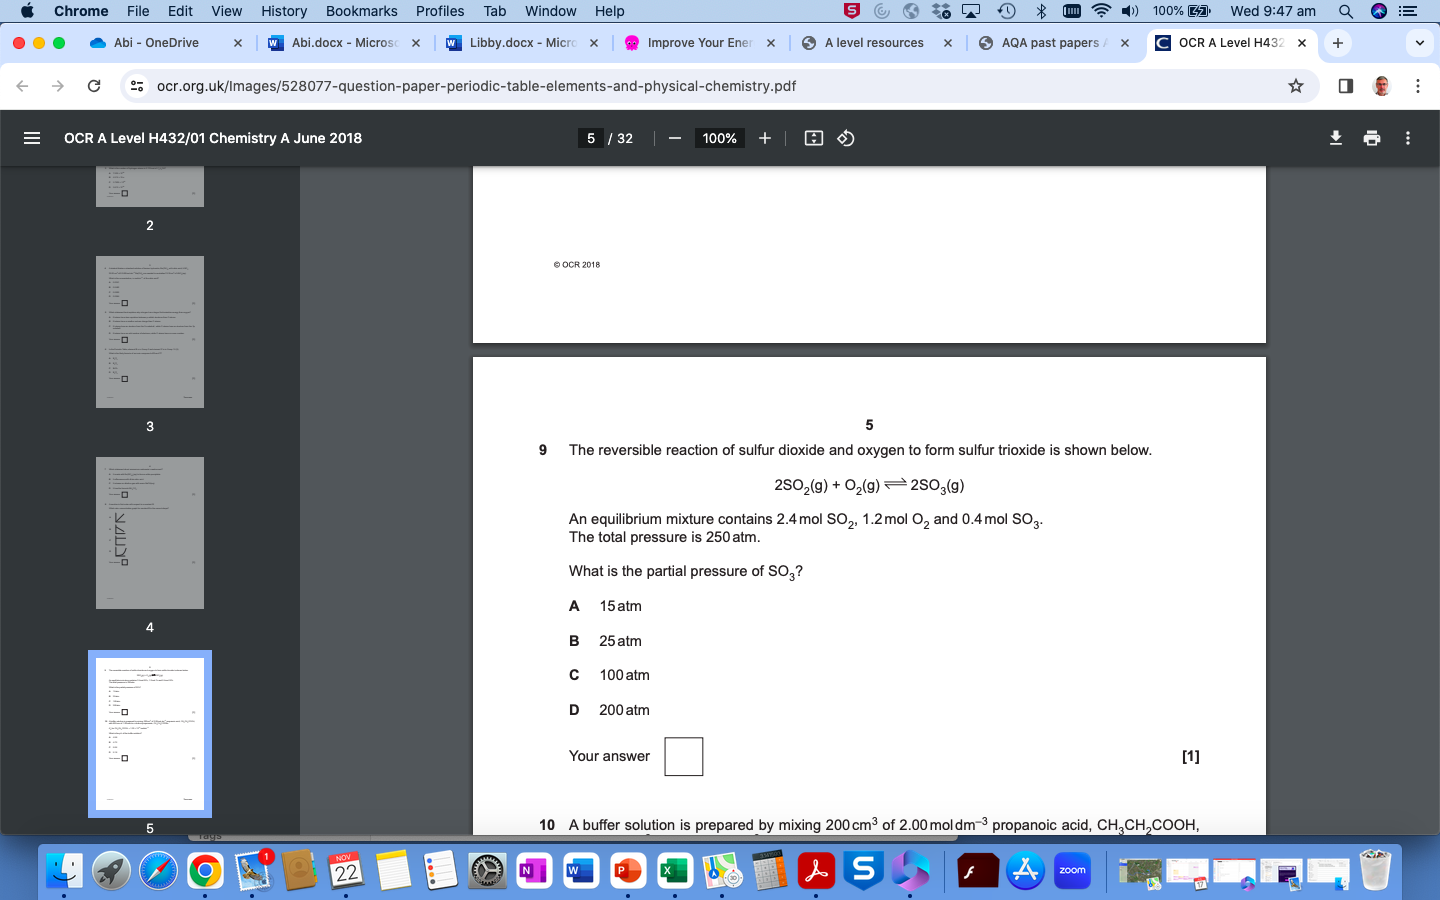 Chrome File Edit View History Bookmarks Profiles Tab Window Help 100% Wed 9:47 am
Abi - OneDrive Abi.docx - Microso Libby.docx - Micro Improve Your Ener A level resources AQA past papers A OCR A Level H432
ocr.org.uk/Images/528077-question-paper-periodic-table-elements-and-physical-chemistry.pdf
OCR A Level H432/01 Chemistry A June 2018 5 / 32 100%
2
3
4
5
© OCR 2018
5
9 The reversible reaction of sulfur dioxide and oxygen to form sulfur trioxide is shown below.
2SO₂(g) + O₂(g) ⇌ 2SO₃(g)
An equilibrium mixture contains 2.4 mol SO₂, 1.2 mol O₂ and 0.4 mol SO₃.
The total pressure is 250 atm.
What is the partial pressure of SO₃?
A 15 atm
B 25 atm
C 100 atm
D 200 atm
Your answer [1]
10 A buffer solution is prepared by mixing 200 cm³ of 2.00 mol dm⁻³ propanoic acid, CH₃CH₂COOH,
Tags
1
NOV
22
17
zoom